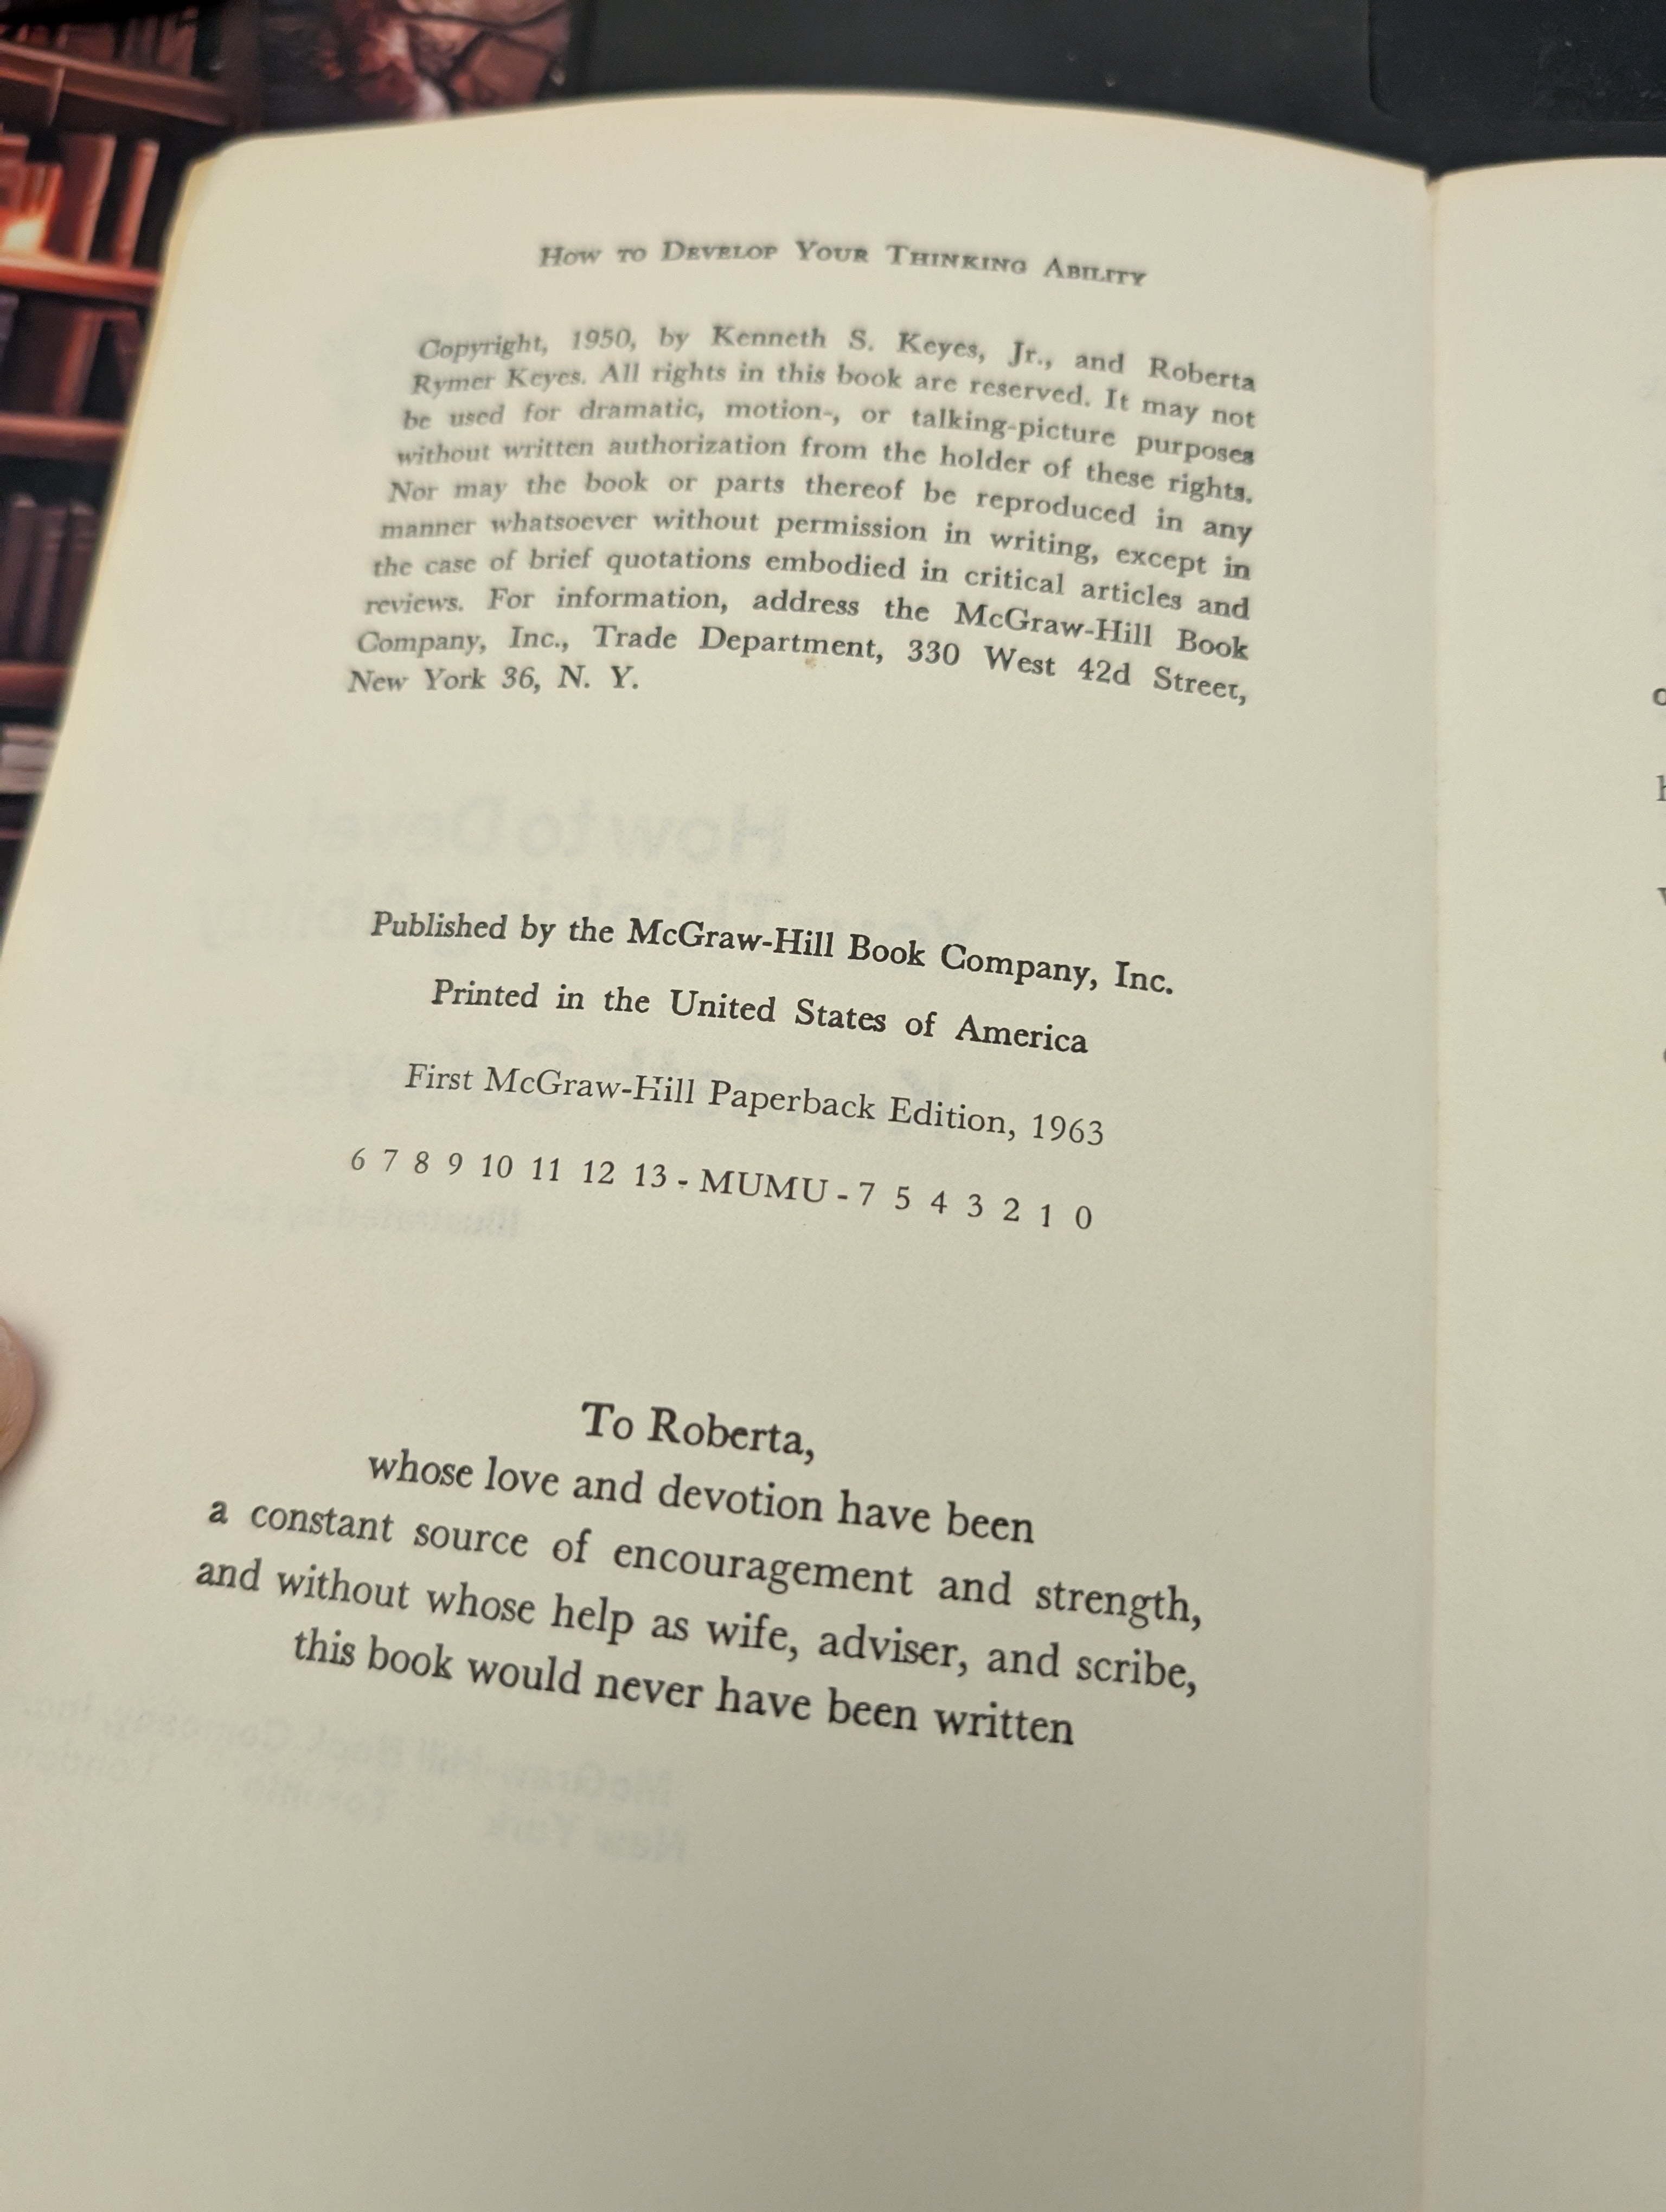 How to Develop Your Thinking Ability
Copyright, 1950, by Kenneth S. Keyes, Jr., and Roberta
Rymer Keyes. All rights in this book are reserved. It may not
be used for dramatic, motion-, or talking-picture purposes
without written authorization from the holder of these rights.
Nor may the book or parts thereof be reproduced in any
manner whatsoever without permission in writing, except in
the case of brief quotations embodied in critical articles and
reviews. For information, address the McGraw-Hill Book
Company, Inc., Trade Department, 330 West 42d Street,
New York 36, N. Y.
Published by the McGraw-Hill Book Company, Inc.
Printed in the United States of America
First McGraw-Hill Paperback Edition, 1963
6 7 8 9 10 11 12 13 - MUMU - 7 5 4 3 2 1 0
To Roberta,
whose love and devotion have been
a constant source of encouragement and strength,
and without whose help as wife, adviser, and scribe,
this book would never have been written